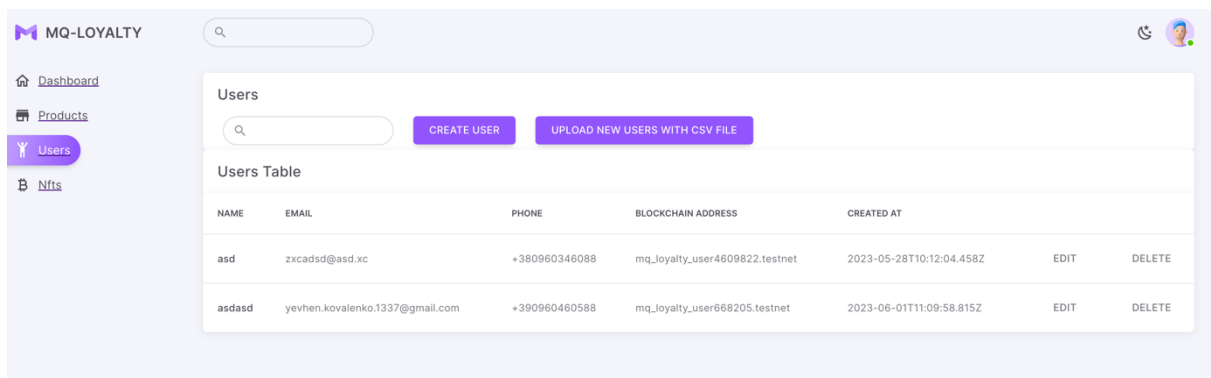 MQ-LOYALTY
Dashboard
Products
Users
Nfts
Users
CREATE USER UPLOAD NEW USERS WITH CSV FILE
Users Table
NAME EMAIL PHONE BLOCKCHAIN ADDRESS CREATED AT
asd zxcadsd@asd.xc +380960346088 mq_loyalty_user4609822.testnet 2023-05-28T10:12:04.458Z EDIT DELETE
asdasd yevhen.kovalenko.1337@gmail.com +390960460588 mq_loyalty_user668205.testnet 2023-06-01T11:09:58.815Z EDIT DELETE